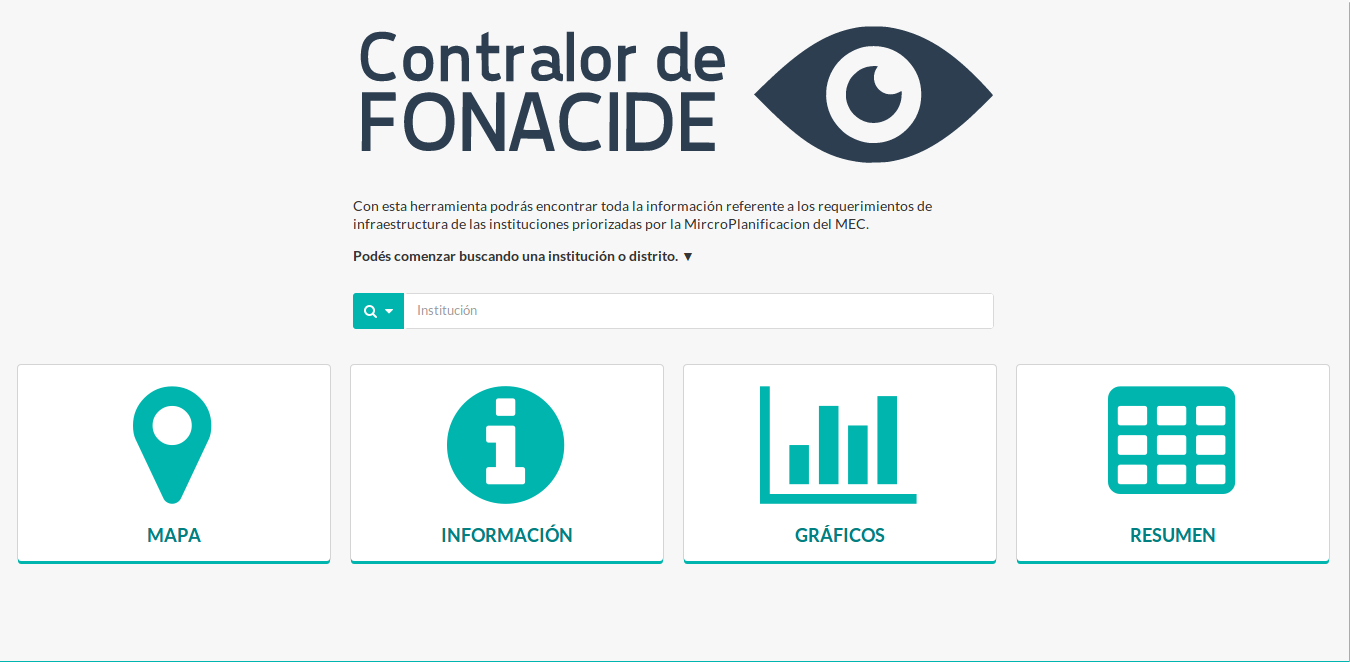 Contralor de
FONACIDE
Con esta herramienta podrás encontrar toda la información referente a los requerimientos de
infraestructura de las instituciones priorizadas por la MircroPlanificacion del MEC.
Podés comenzar buscando una institución o distrito. ▼
Institución
MAPA
INFORMACIÓN
GRÁFICOS
RESUMEN